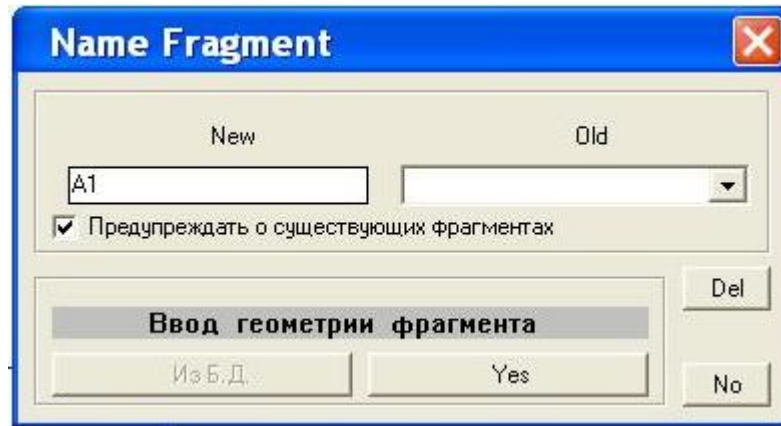 Name Fragment
New Old
A1
Предупреждать о существующих фрагментах
Del
Ввод геометрии фрагмента
Из Б.Д. Yes
No